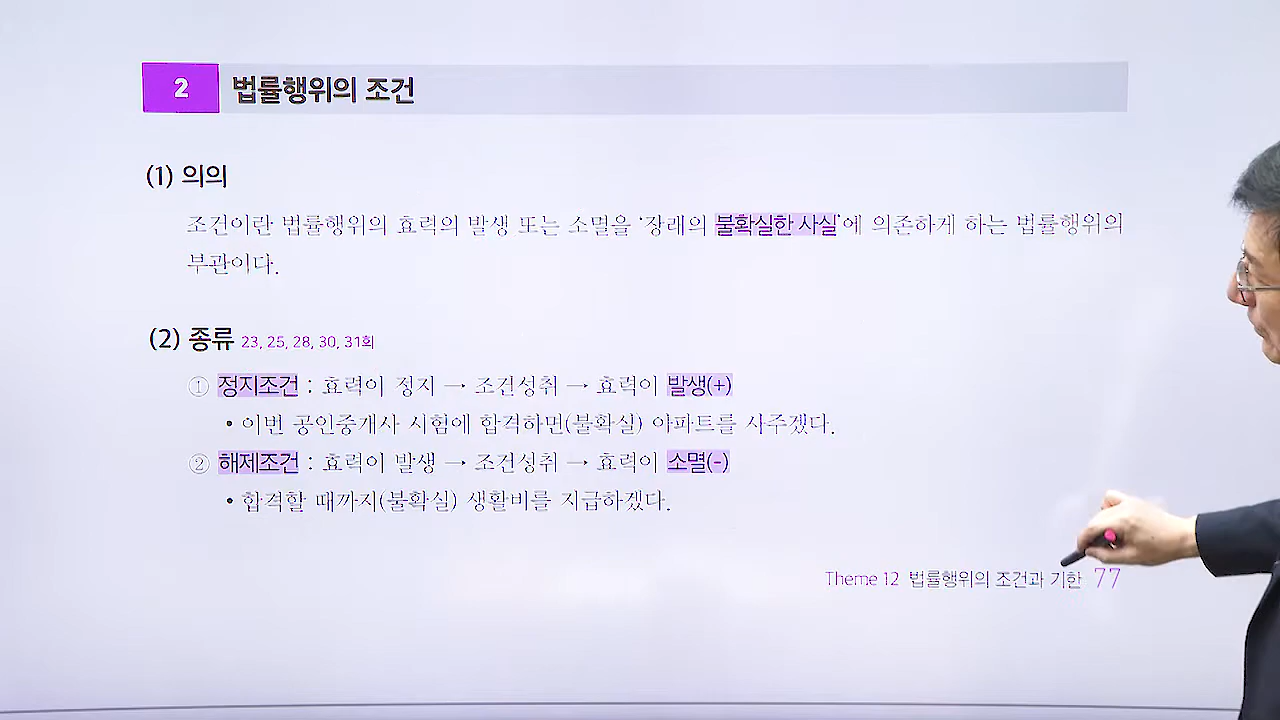 2 법률행위의 조건
(1) 의의
조건이란 법률행위의 효력의 발생 또는 소멸을 ‘장래의 불확실한 사실’에 의존하게 하는 법률행위의
부관이다.
(2) 종류 23, 25, 28, 30, 31회
① 정지조건 : 효력이 정지 → 조건성취 → 효력이 발생(+)
• 이번 공인중개사 시험에 합격하면(불확실) 아파트를 사주겠다.
② 해제조건 : 효력이 발생 → 조건성취 → 효력이 소멸(-)
• 합격할 때까지(불확실) 생활비를 지급하겠다.
Theme 12 법률행위의 조건과 기한 77